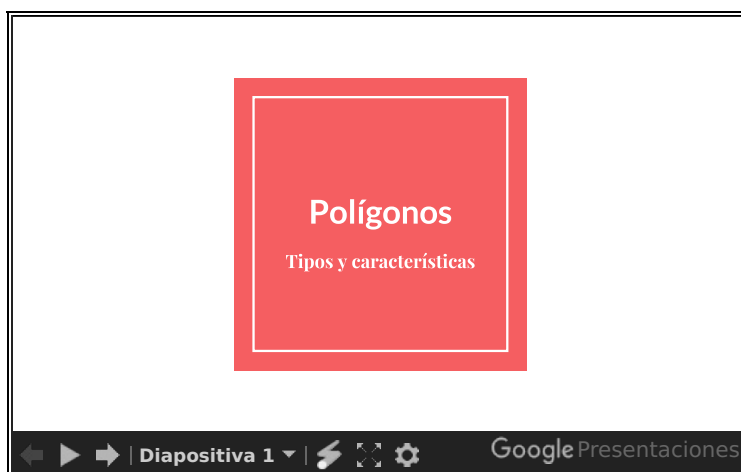 Polígonos
Tipos y características
Diapositiva 1
Google Presentaciones